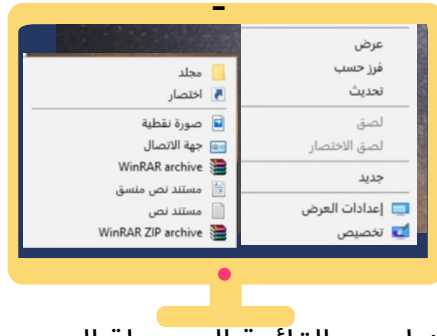 عرض
فرز حسب
تحديث
لصق
لصق الاختصار
جديد
إعدادات العرض
تخصيص
مجلد
اختصار
صورة نقطية
جهة الاتصال
WinRAR archive
مستند نص منسق
مستند نص
WinRAR ZIP archive